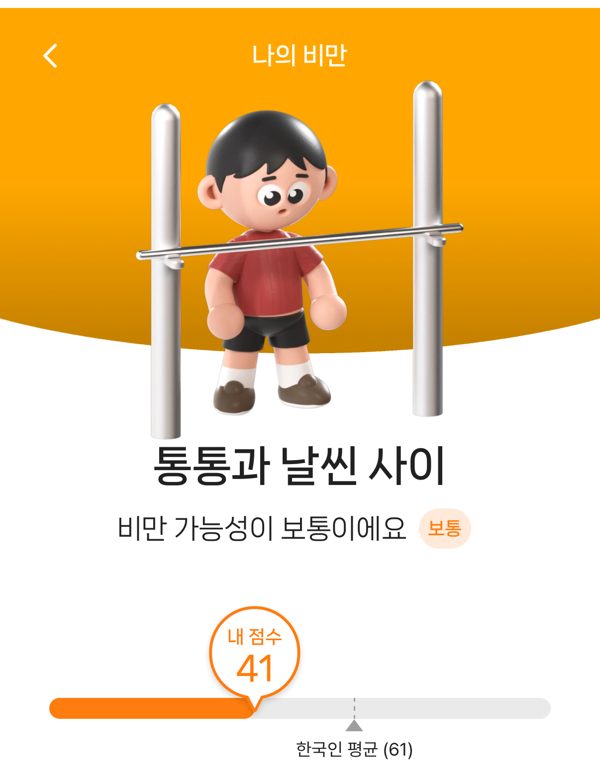 나의 비만
통통과 날씬 사이
비만 가능성이 보통이에요 보통
내 점수
41
한국인 평균 (61)